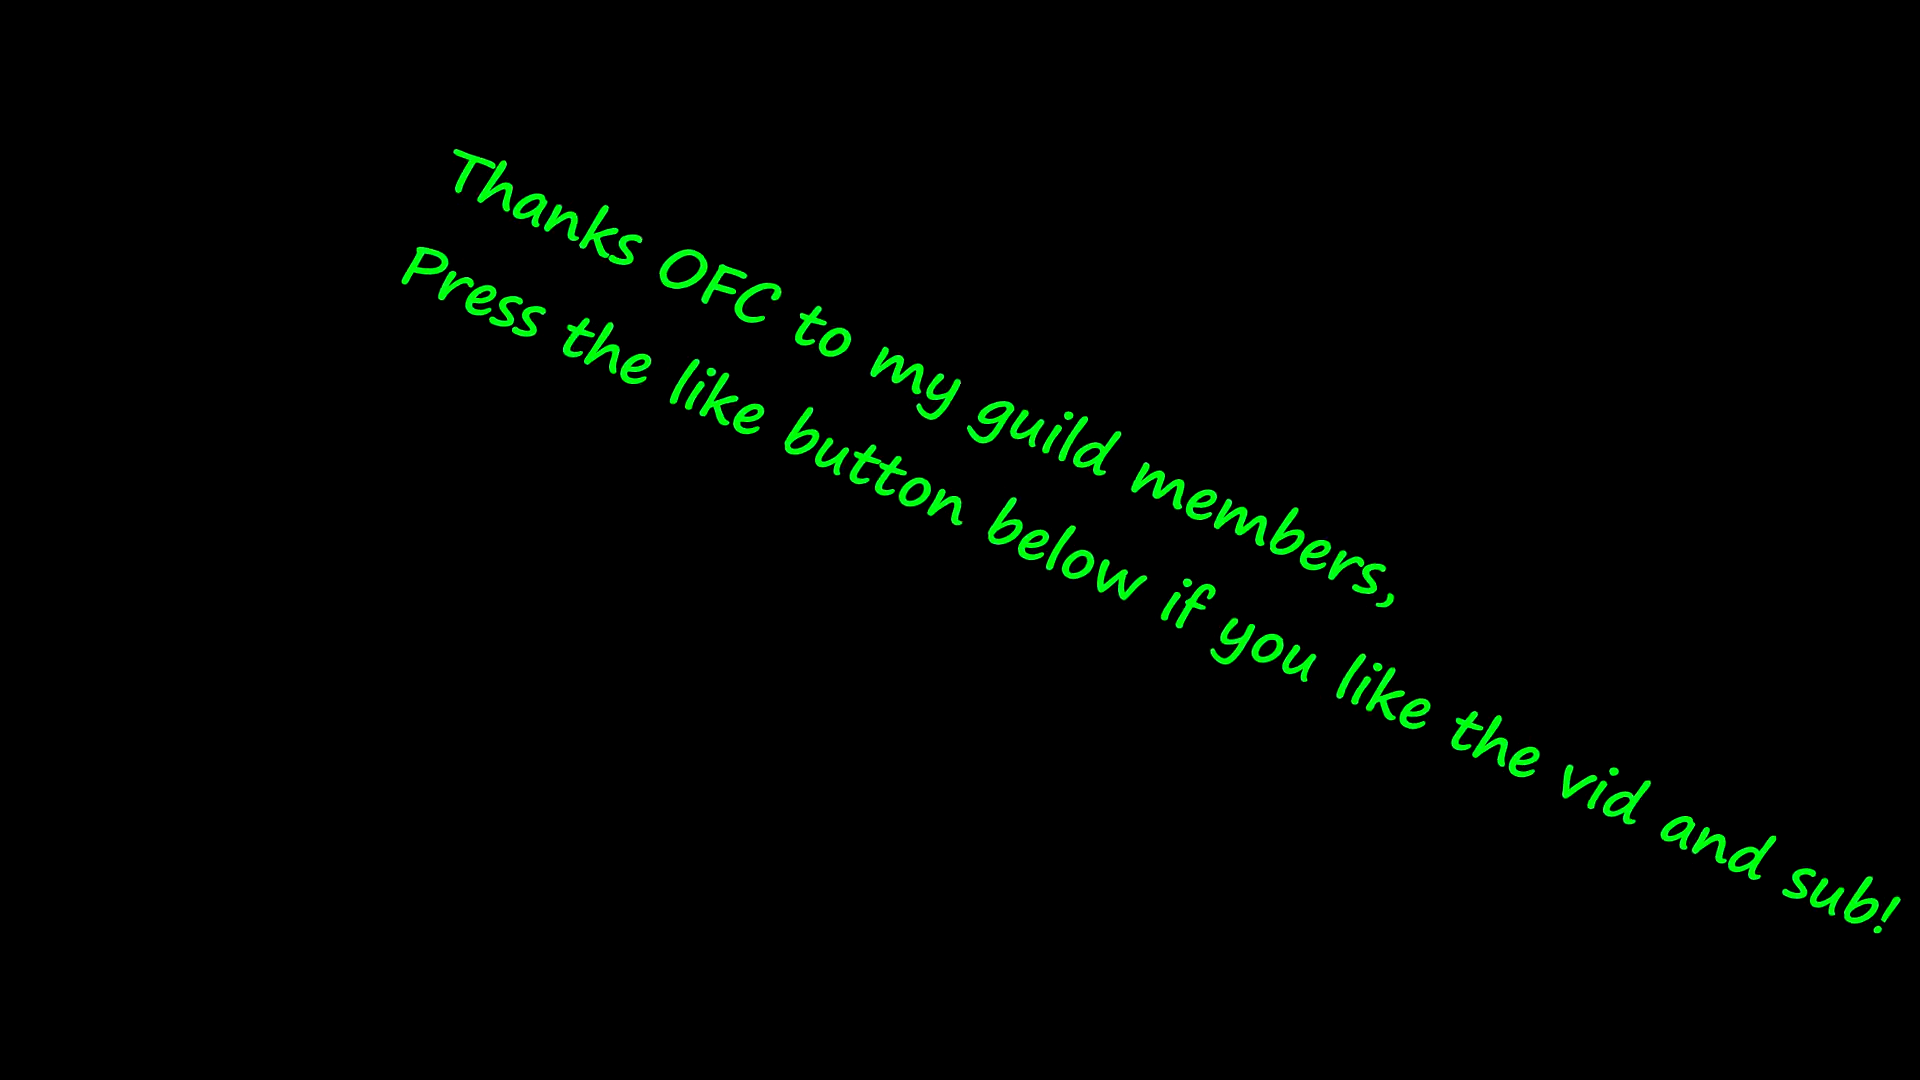 Thanks OFC to my guild members,
Press the like button below if you like the vid and sub!